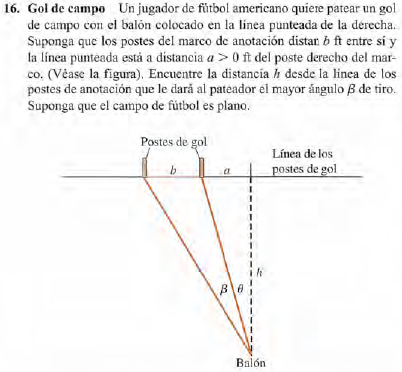 16. Gol de campo Un jugador de fútbol americano quiere patear un gol
de campo con el balón colocado en la línea punteada de la derecha.
Suponga que los postes del marco de anotación distan b ft entre sí y
la línea punteada está a distancia a > 0 ft del poste derecho del mar-
co. (Véase la figura). Encuentre la distancia h desde la línea de los
postes de anotación que le dará al pateador el mayor ángulo β de tiro.
Suponga que el campo de fútbol es plano.
Postes de gol
Línea de los
postes de gol
b
a
h
β
θ
Balón